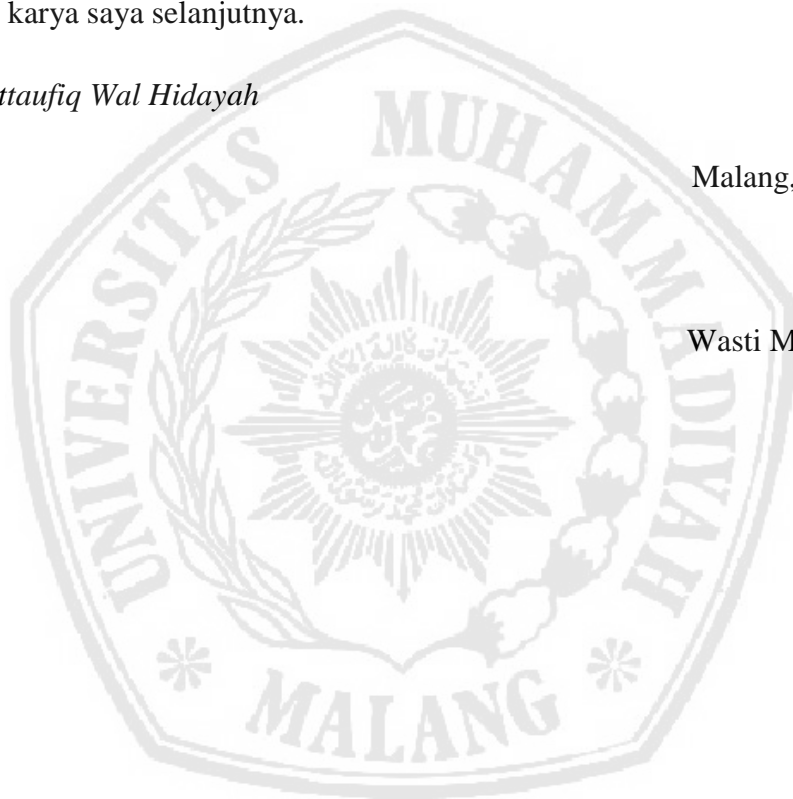 karya saya selanjutnya.
ttaufiq Wal Hidayah
Malang,
Wasti M
UNIVERSITAS MUHAMMADIYAH
MALANG